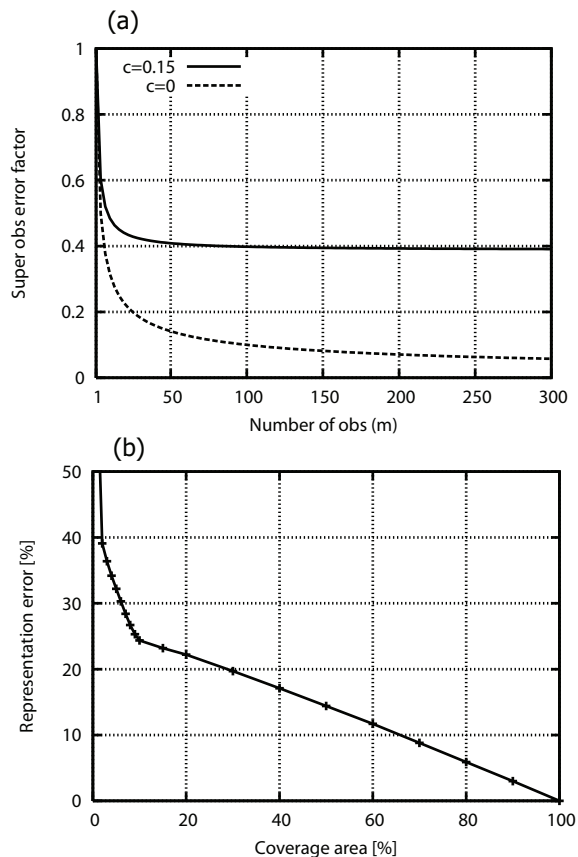 (a)
1
0.8
0.6
0.4
0.2
0
c=0.15
c=0
Super obs error factor
1 50 100 150 200 250 300
Number of obs (m)
(b)
50
40
30
20
10
0
Representation error [%]
0 20 40 60 80 100
Coverage area [%]